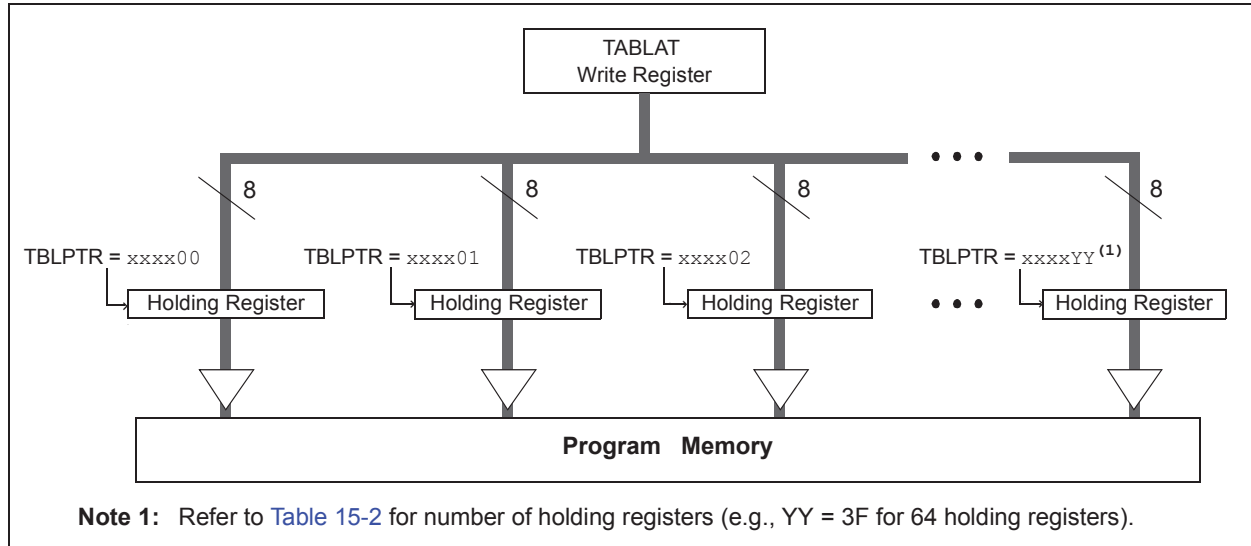 TABLAT
Write Register
• • •
8 8 8 8
TBLPTR = xxxx00 TBLPTR = xxxx01 TBLPTR = xxxx02 TBLPTR = xxxxYY(1)
Holding Register Holding Register Holding Register • • • Holding Register
Program Memory
Note 1: Refer to Table 15-2 for number of holding registers (e.g., YY = 3F for 64 holding registers).